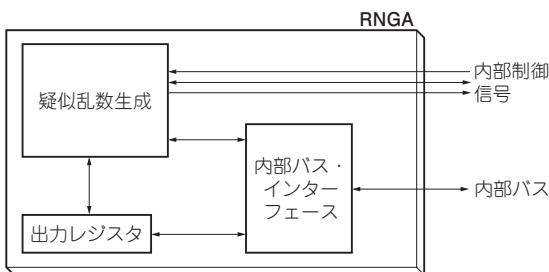 RNGA
疑似乱数生成
内部制御
信号
内部バス・
インター
フェース
内部バス
出力レジスタ